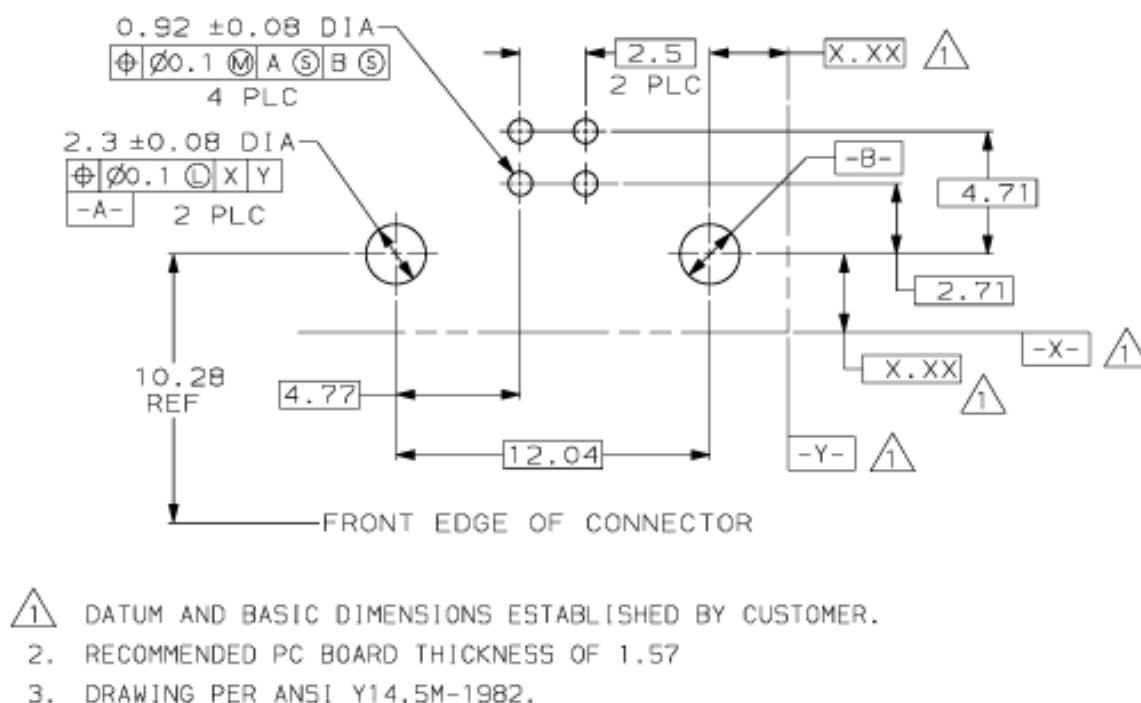 0.92 ±0.08 DIA
⌖ Ø0.1 Ⓜ A Ⓢ B Ⓢ
4 PLC
2.5
2 PLC
X.XX 1
2.3 ±0.08 DIA
⌖ Ø0.1 Ⓛ X Y
-A-
2 PLC
-B-
4.71
2.71
-X- 1
10.28
REF
X.XX
1
4.77
12.04
-Y- 1
FRONT EDGE OF CONNECTOR
1 DATUM AND BASIC DIMENSIONS ESTABLISHED BY CUSTOMER.
2. RECOMMENDED PC BOARD THICKNESS OF 1.57
3. DRAWING PER ANSI Y14.5M-1982.